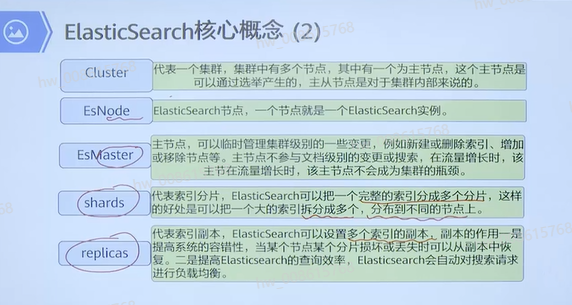 ElasticSearch核心概念 (2)
Cluster
代表一个集群，集群中有多个节点，其中有一个为主节点，这个主节点是
可以通过选举产生的，主从节点是对于集群内部来说的。
EsNode
ElasticSearch节点，一个节点就是一个ElasticSearch实例。
EsMaster
主节点，可以临时管理集群级别的一些变更，例如新建或删除索引、增加
或移除节点等。主节点不参与文档级别的变更或搜索，在流量增长时，该
主节在流量增长时，该主节点不会成为集群的瓶颈。
shards
代表索引分片，ElasticSearch可以把一个完整的索引分成多个分片，这样
的好处是可以把一个大的索引拆分成多个，分布到不同的节点上。
replicas
代表索引副本，ElasticSearch可以设置多个索引的副本，副本的作用一是
提高系统的容错性，当某个节点某个分片损坏或丢失时可以从副本中恢
复。二是提高Elasticsearch的查询效率，Elasticsearch会自动对搜索请求
进行负载均衡。